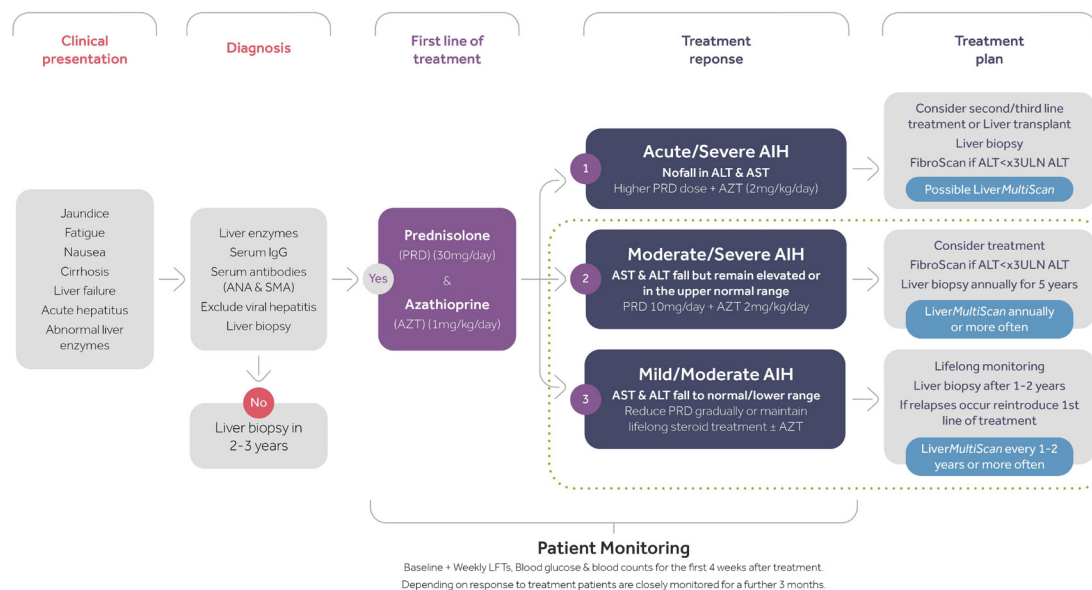 Clinical
presentation
Diagnosis
First line of
treatment
Treatment
reponse
Treatment
plan
Jaundice
Fatigue
Nausea
Cirrhosis
Liver failure
Acute hepatitus
Abnormal liver
enzymes
Liver enzymes
Serum IgG
Serum antibodies
(ANA & SMA)
Exclude viral hepatitis
Liver biopsy
No
Liver biopsy in
2-3 years
Yes
Prednisolone
(PRD) (30mg/day)
&
Azathioprine
(AZT) (1mg/kg/day)
1
Acute/Severe AIH
Nofall in ALT & AST
Higher PRD dose + AZT (2mg/kg/day)
Consider second/third line
treatment or Liver transplant
Liver biopsy
FibroScan if ALT<x3ULN ALT
Possible LiverMultiScan
2
Moderate/Severe AIH
AST & ALT fall but remain elevated or
in the upper normal range
PRD 10mg/day + AZT 2mg/kg/day
Consider treatment
FibroScan if ALT<x3ULN ALT
Liver biopsy annually for 5 years
LiverMultiScan annually
or more often
3
Mild/Moderate AIH
AST & ALT fall to normal/lower range
Reduce PRD gradually or maintain
lifelong steroid treatment ± AZT
Lifelong monitoring
Liver biopsy after 1-2 years
If relapses occur reintroduce 1st
line of treatment
LiverMultiScan every 1-2
years or more often
Patient Monitoring
Baseline + Weekly LFTs, Blood glucose & blood counts for the first 4 weeks after treatment.
Depending on response to treatment patients are closely monitored for a further 3 months.